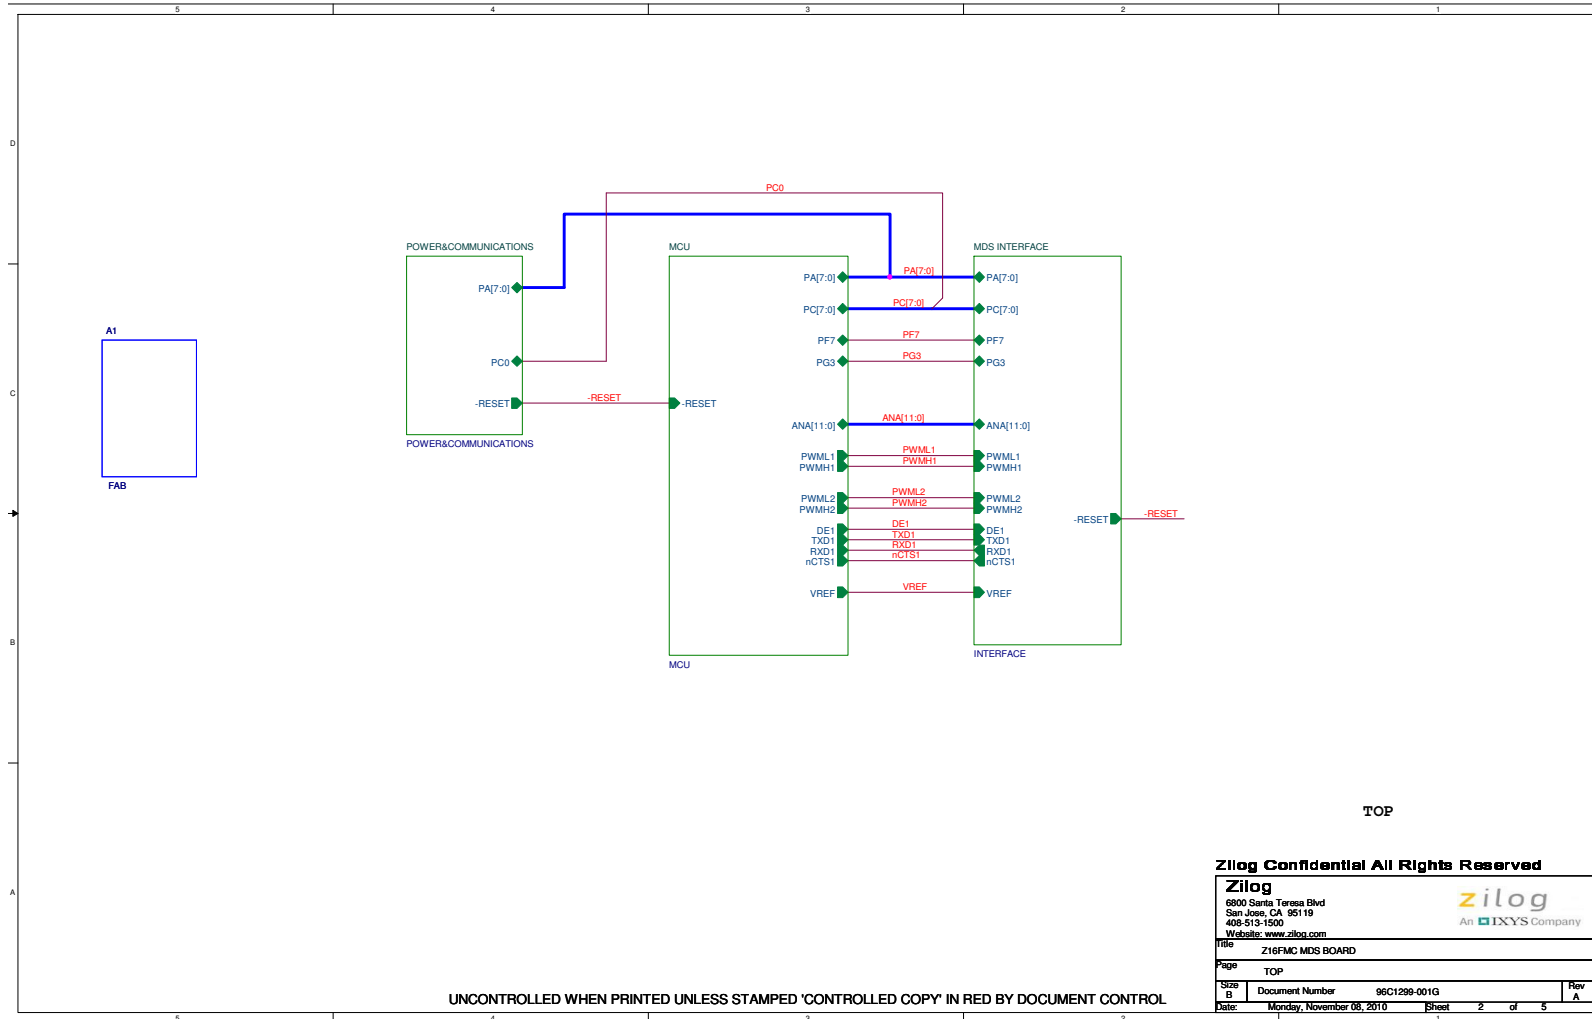 5 4 3 2 1
D
C
B
A
PC0
POWER&COMMUNICATIONS
PA[7:0]
PC0
-RESET
POWER&COMMUNICATIONS
-RESET
A1
FAB
MCU
PA[7:0]
PC[7:0]
PF7
PG3
-RESET
ANA[11:0]
PWML1
PWMH1
PWML2
PWMH2
DE1
TXD1
RXD1
nCTS1
VREF
MCU
PA[7:0]
PC[7:0]
PF7
PG3
ANA[11:0]
PWML1
PWMH1
PWML2
PWMH2
DE1
TXD1
RXD1
nCTS1
VREF
MDS INTERFACE
PA[7:0]
PC[7:0]
PF7
PG3
ANA[11:0]
PWML1
PWMH1
PWML2
PWMH2
-RESET
DE1
TXD1
RXD1
nCTS1
VREF
INTERFACE
-RESET
TOP
Zilog Confidential All Rights Reserved
Zilog
6800 Santa Teresa Blvd
San Jose, CA 95119
408-513-1500
Website: www.zilog.com
zilog
An IXYS Company
Title
Z16FMC MDS BOARD
Page
TOP
Size
B
Document Number 96C1299-001G
Rev
A
Date: Monday, November 08, 2010 Sheet 2 of 5
UNCONTROLLED WHEN PRINTED UNLESS STAMPED 'CONTROLLED COPY' IN RED BY DOCUMENT CONTROL
5 4 3 2 1